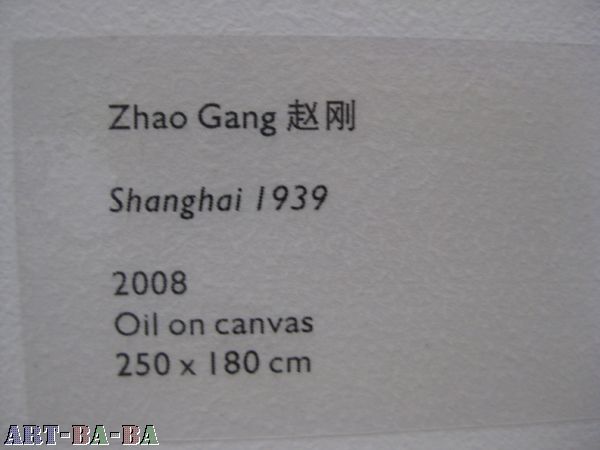 Zhao Gang 赵刚
Shanghai 1939
2008
Oil on canvas
250 x 180 cm
ART-BA-BA